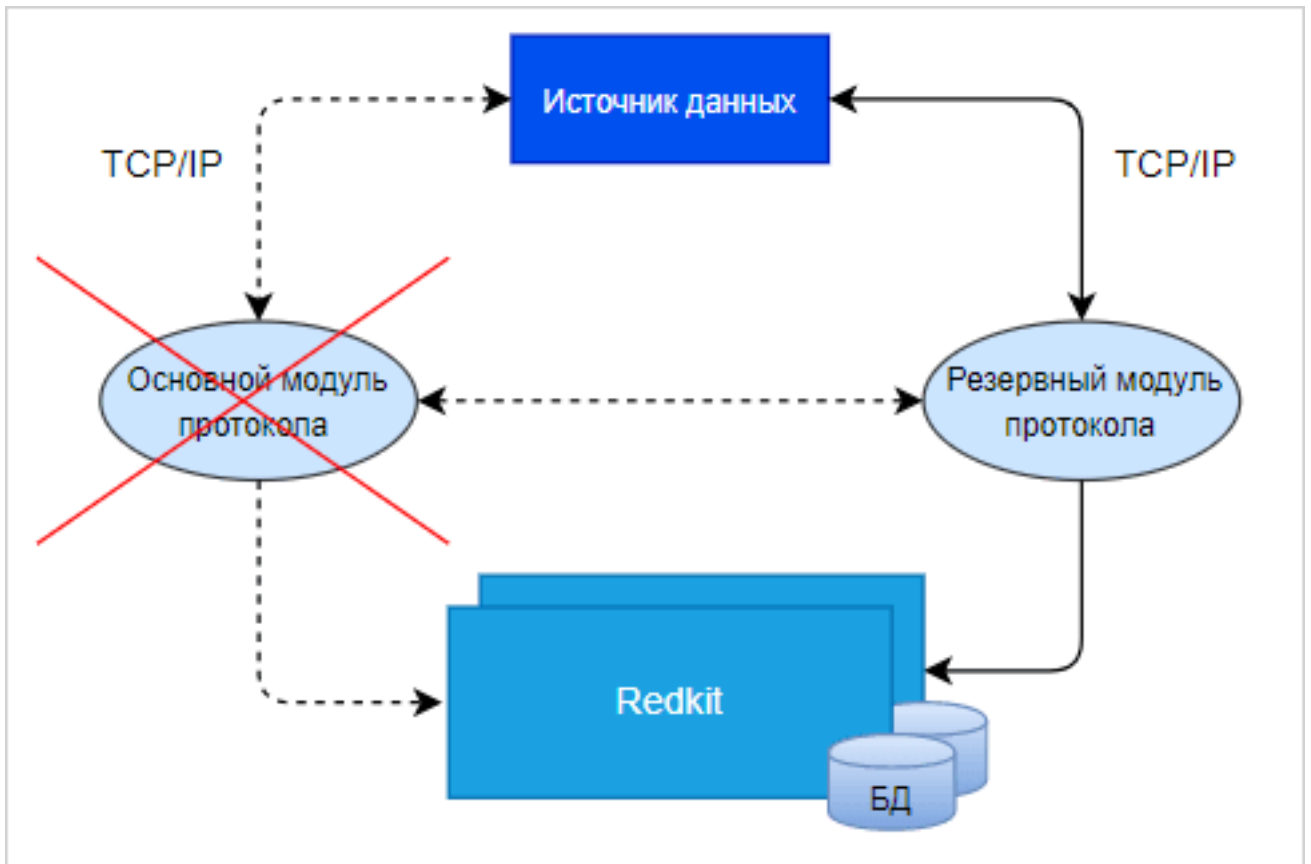 Источник данных
TCP/IP
TCP/IP
Основной модуль
протокола
Резервный модуль
протокола
Redkit
БД